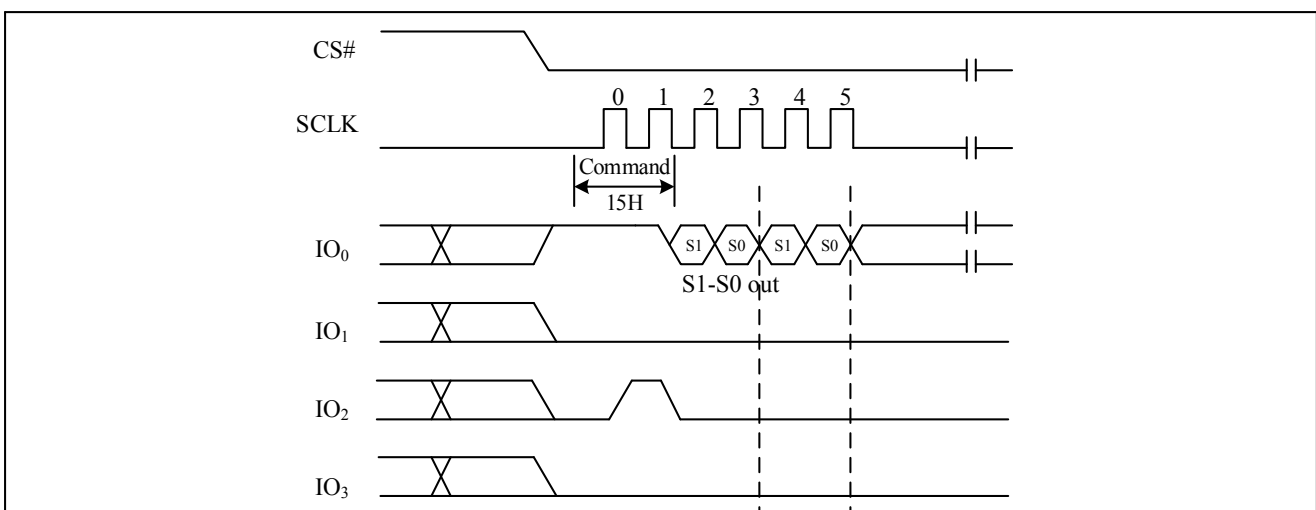 CS#
0 1 2 3 4 5
SCLK
Command
15H
IO0 S1 S0 S1 S0
S1-S0 out
IO1
IO2
IO3